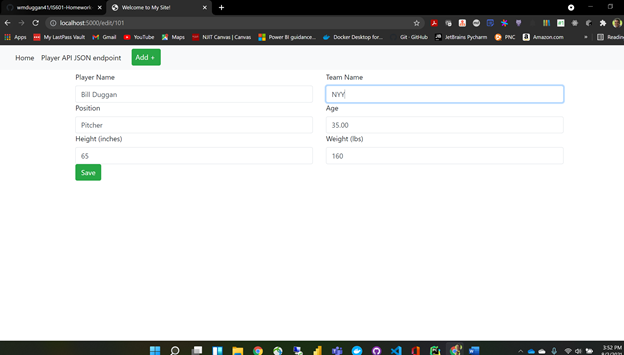 wmduggan41/IS601-Homework- × Welcome to My Site! × +
localhost:5000/edit/101
Apps My LastPass Vault Gmail YouTube Maps NJIT Canvas | Canvas Power BI guidance... Docker Desktop for... Git · GitHub JetBrains Pycharm PNC Amazon.com » Reading
Home Player API JSON endpoint Add +
Player Name Team Name
Bill Duggan NYY
Position Age
Pitcher 35.00
Height (inches) Weight (lbs)
65 160
Save
3:52 PM